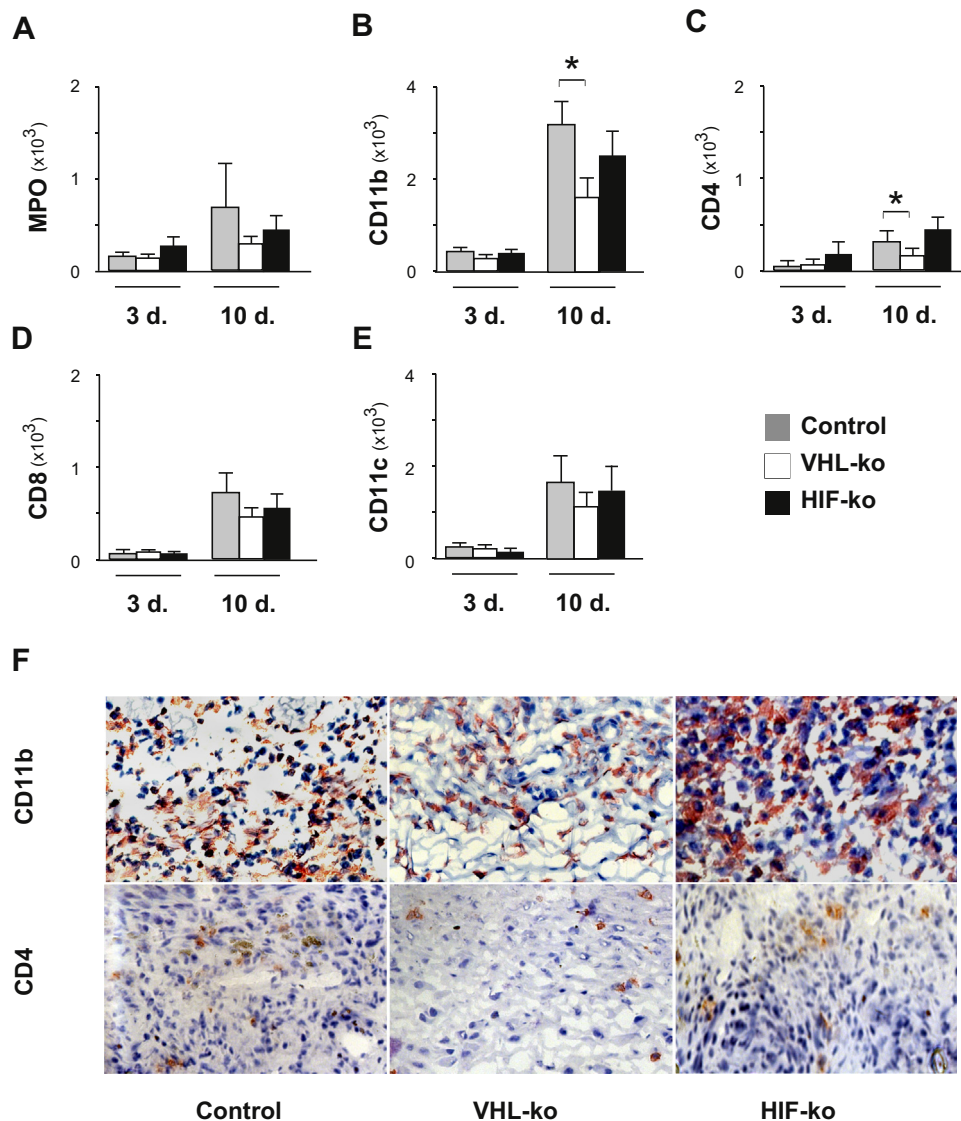 A
B
C
MPO (x10³)
2
1
0
3 d.
10 d.
CD11b (x10³)
4
2
0
*
3 d.
10 d.
CD4 (x10³)
2
1
0
*
3 d.
10 d.
D
E
CD8 (x10³)
2
1
0
3 d.
10 d.
CD11c (x10³)
4
2
0
3 d.
10 d.
Control
VHL-ko
HIF-ko
F
CD11b
CD4
Control
VHL-ko
HIF-ko